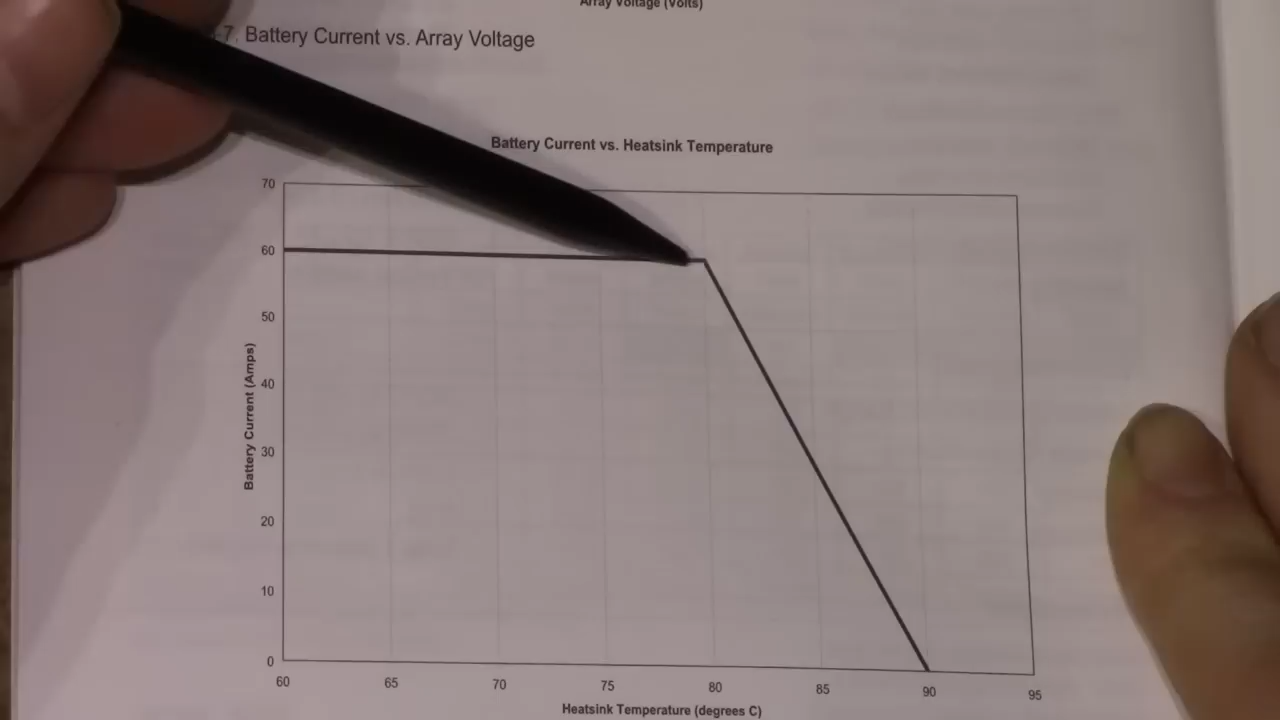 Array Voltage (Volts)
-7. Battery Current vs. Array Voltage
Battery Current vs. Heatsink Temperature
70
60
50
40
30
20
10
0
Battery Current (Amps)
60 65 70 75 80 85 90 95
Heatsink Temperature (degrees C)